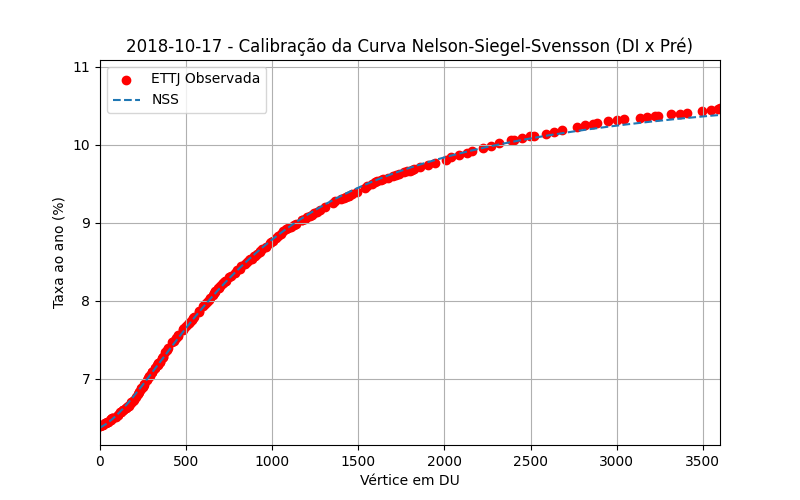 2018-10-17 - Calibração da Curva Nelson-Siegel-Svensson (DI x Pré)
ETTJ Observada
NSS
11
10
9
8
7
Taxa ao ano (%)
0 500 1000 1500 2000 2500 3000 3500
Vértice em DU